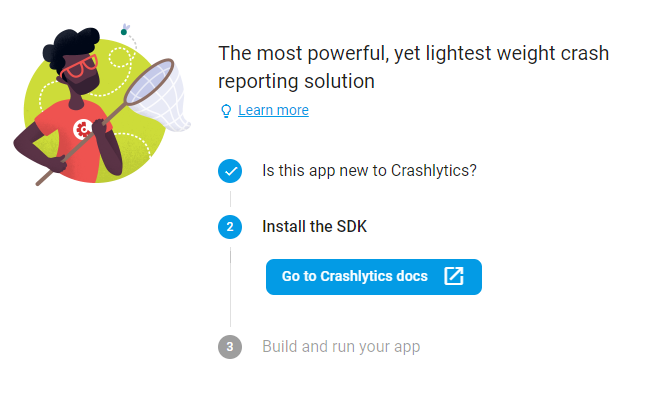 The most powerful, yet lightest weight crash
reporting solution
Learn more
Is this app new to Crashlytics?
2 Install the SDK
Go to Crashlytics docs
3 Build and run your app